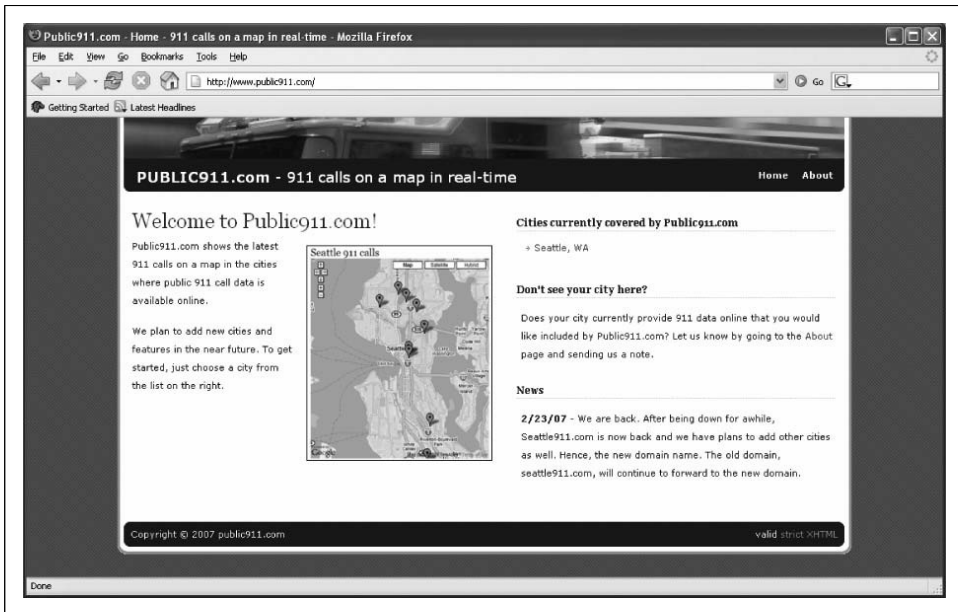 Public911.com - Home - 911 calls on a map in real-time - Mozilla Firefox
File Edit View Go Bookmarks Tools Help
http://www.public911.com/
Go
G
Getting Started Latest Headlines
PUBLIC911.com - 911 calls on a map in real-time
Home About
Welcome to Public911.com!
Public911.com shows the latest
911 calls on a map in the cities
where public 911 call data is
available online.
We plan to add new cities and
features in the near future. To get
started, just choose a city from
the list on the right.
Seattle 911 calls
Map Satellite Hybrid
Seattle
Google
Cities currently covered by Public911.com
+ Seattle, WA
Don't see your city here?
Does your city currently provide 911 data online that you would
like included by Public911.com? Let us know by going to the About
page and sending us a note.
News
2/23/07 - We are back. After being down for awhile,
Seattle911.com is now back and we have plans to add other cities
as well. Hence, the new domain name. The old domain,
seattle911.com, will continue to forward to the new domain.
Copyright © 2007 public911.com
valid strict XHTML
Done